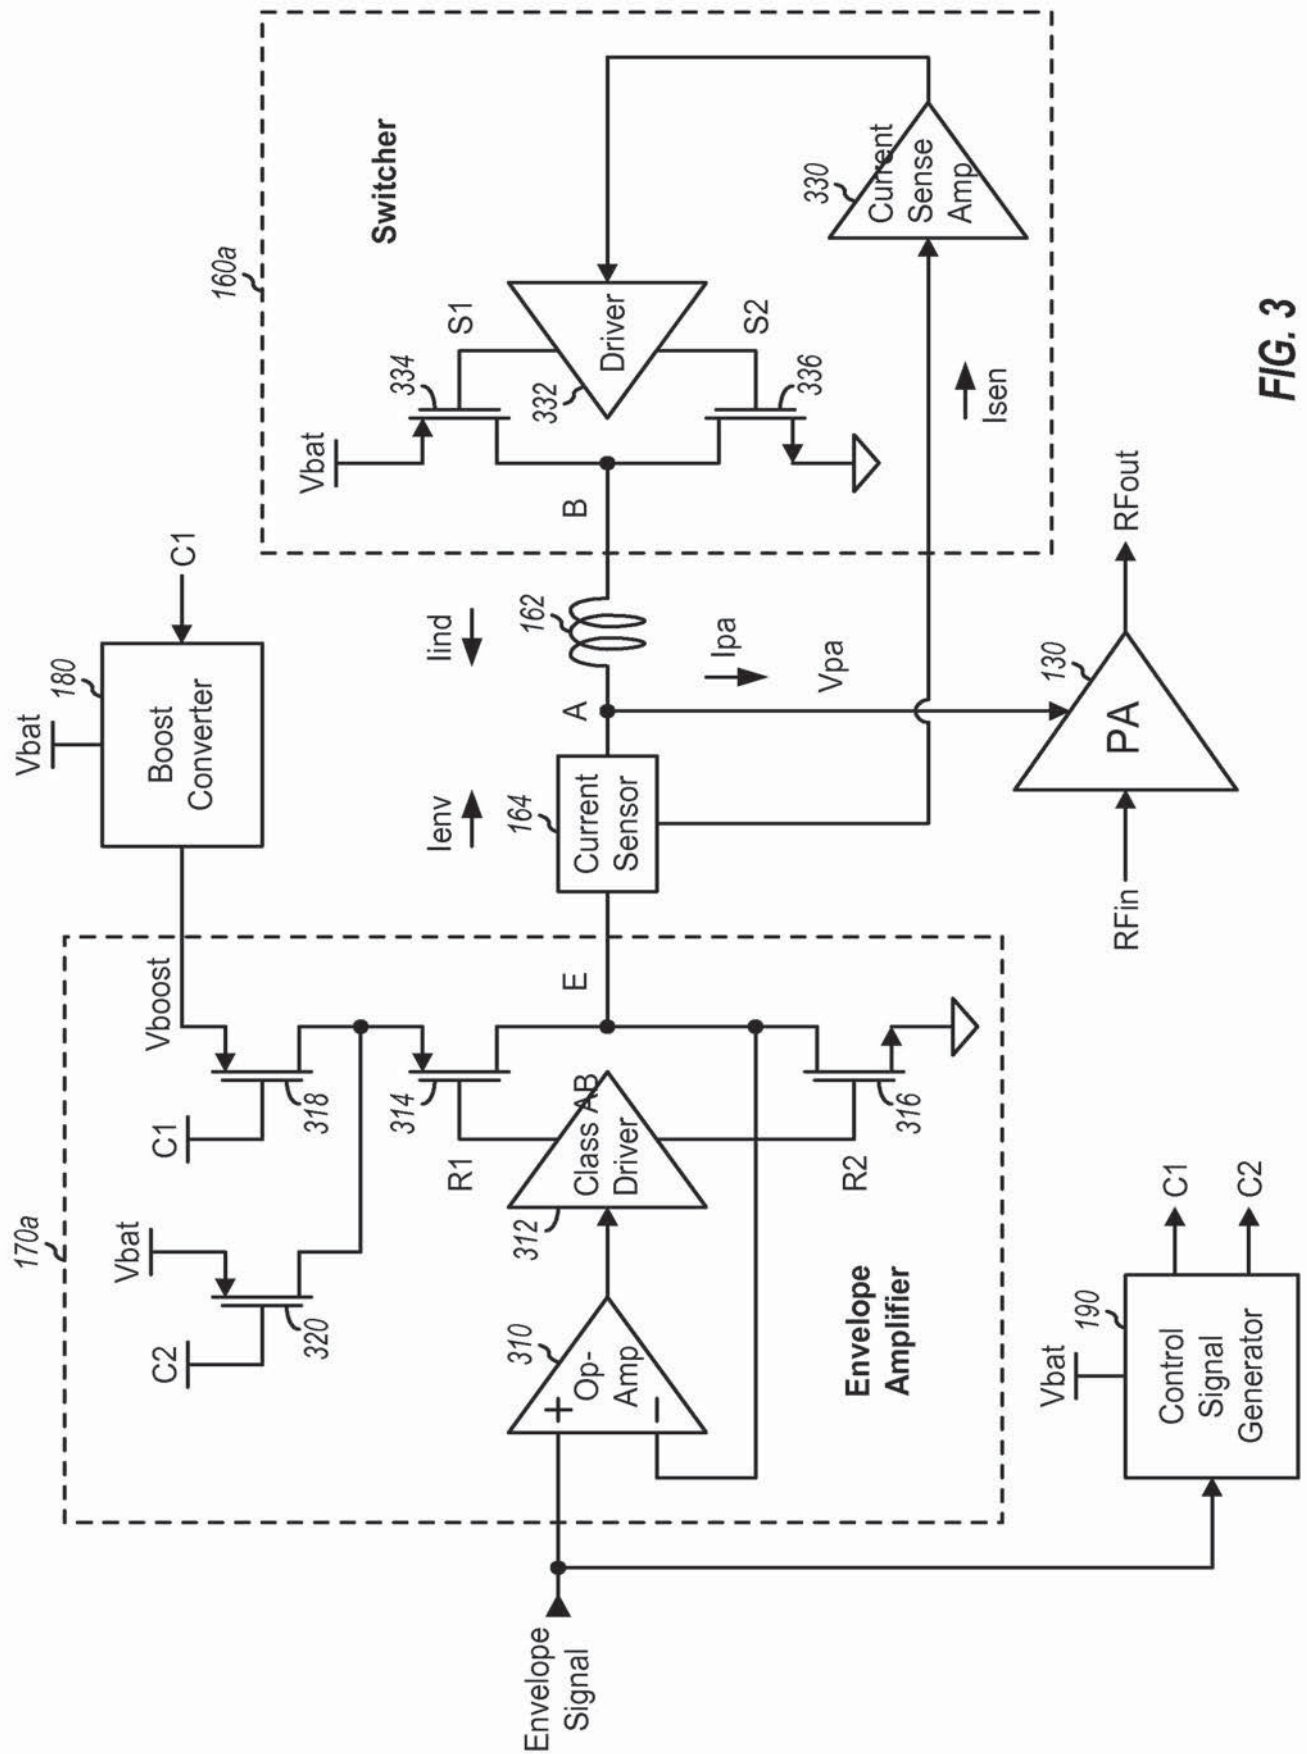 170a
Vbat
C2
320
C1
318
Vboost
Vbat
180
Boost
Converter
C1
160a
Switcher
Vbat
334
S1
332
Driver
S2
336
B
330
Current
Sense
Amp
Isen
Iind
162
Ienv
164
Current
Sensor
A
Ipa
Vpa
E
314
R1
312
Class AB
Driver
R2
316
310
+
Op-
Amp
−
Envelope
Amplifier
Envelope
Signal
Vbat
190
Control
Signal
Generator
C1
C2
RFin
130
PA
RFout
FIG. 3